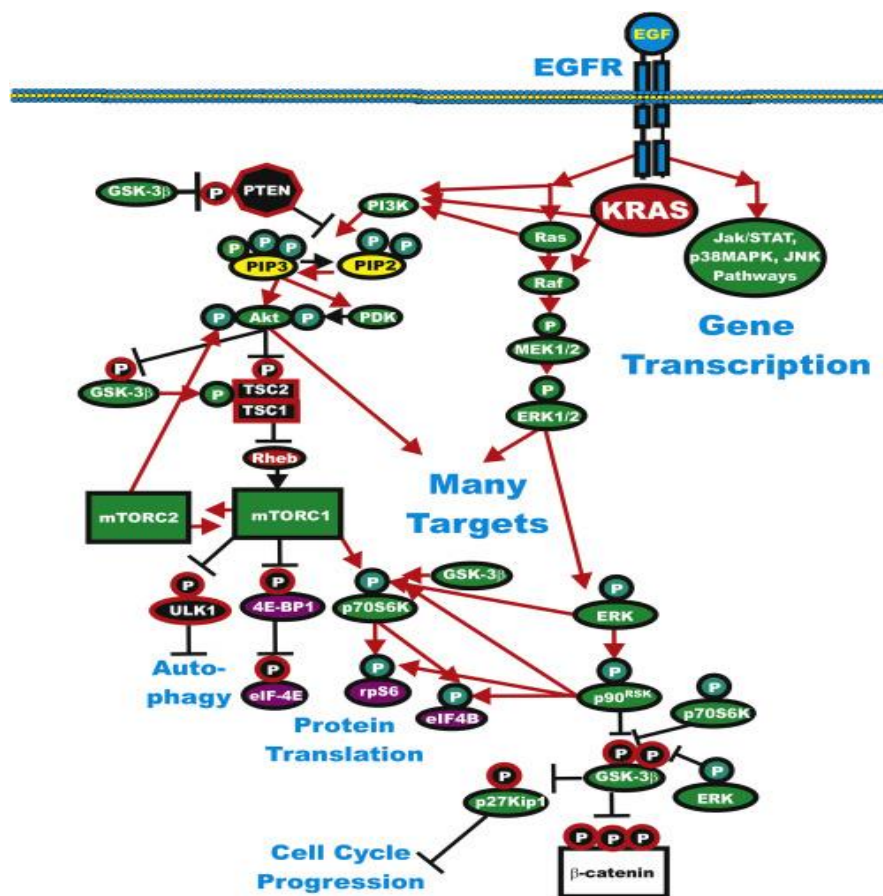 EGF
EGFR
GSK-3β
P
PTEN
PI3K
KRAS
Ras
Jak/STAT,
p38MAPK, JNK
Pathways
P
P
P
P
P
PIP3
PIP2
Raf
Gene
Transcription
P
Akt
P
PDK
P
MEK1/2
P
GSK-3β
P
P
TSC2
TSC1
P
ERK1/2
Rheb
Many
Targets
mTORC2
mTORC1
P
ULK1
P
4E-BP1
P
p70S6K
GSK-3β
P
ERK
Auto-
phagy
P
eIF-4E
P
rpS6
P
eIF4B
P
p90RSK
P
p70S6K
Protein
Translation
P
P
GSK-3β
P
ERK
P
p27Kip1
P
P
P
β-catenin
Cell Cycle
Progression